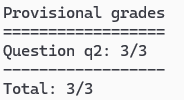 Provisional grades
==================
Question q2: 3/3
------------------
Total: 3/3